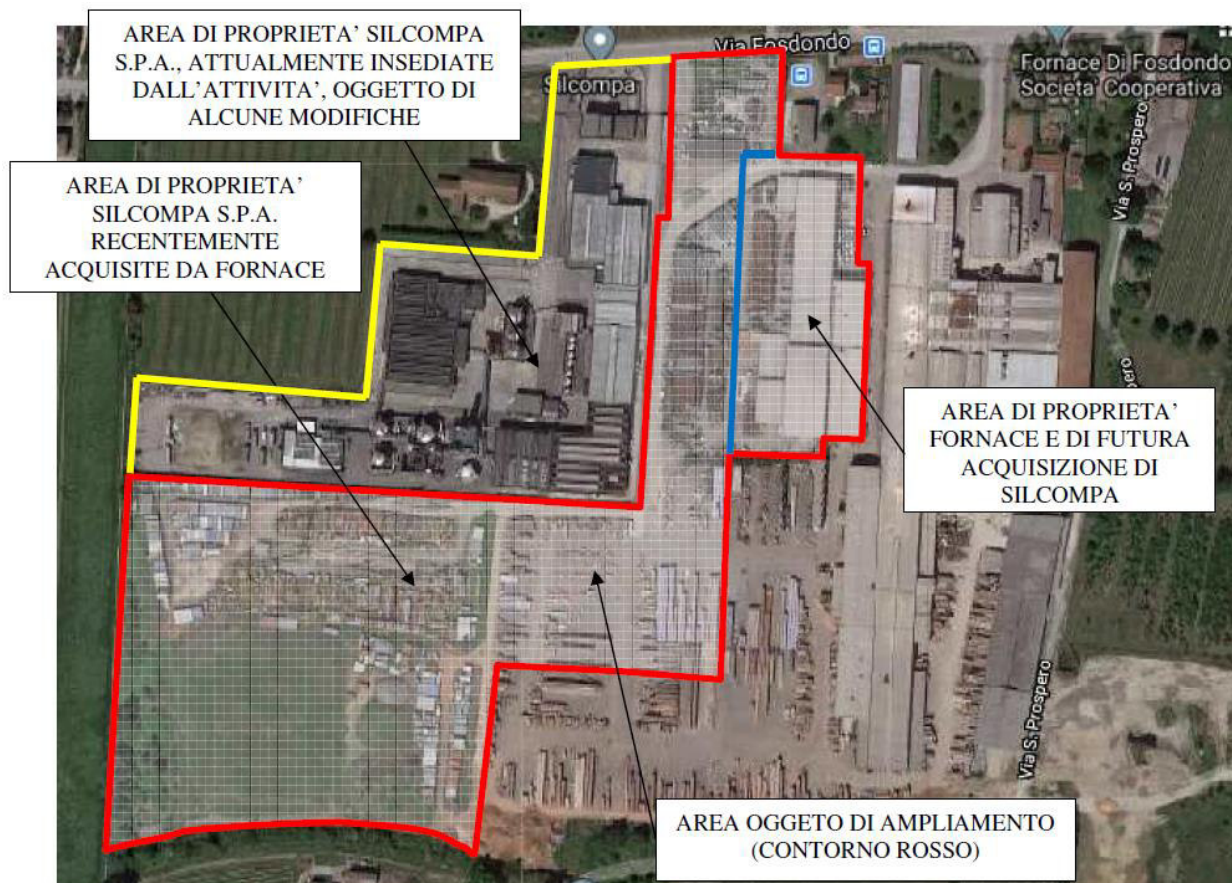 AREA DI PROPRIETA' SILCOMPA
S.P.A., ATTUALMENTE INSEDIATE
DALL'ATTIVITA', OGGETTO DI
ALCUNE MODIFICHE
Via Fosdondo
Silcompa
Fornace Di Fosdondo
Societa' Cooperativa
AREA DI PROPRIETA'
SILCOMPA S.P.A.
RECENTEMENTE
ACQUISITE DA FORNACE
Via S. Prospero
pero
AREA DI PROPRIETA'
FORNACE E DI FUTURA
ACQUISIZIONE DI
SILCOMPA
Via S. Prospero
AREA OGGETO DI AMPLIAMENTO
(CONTORNO ROSSO)